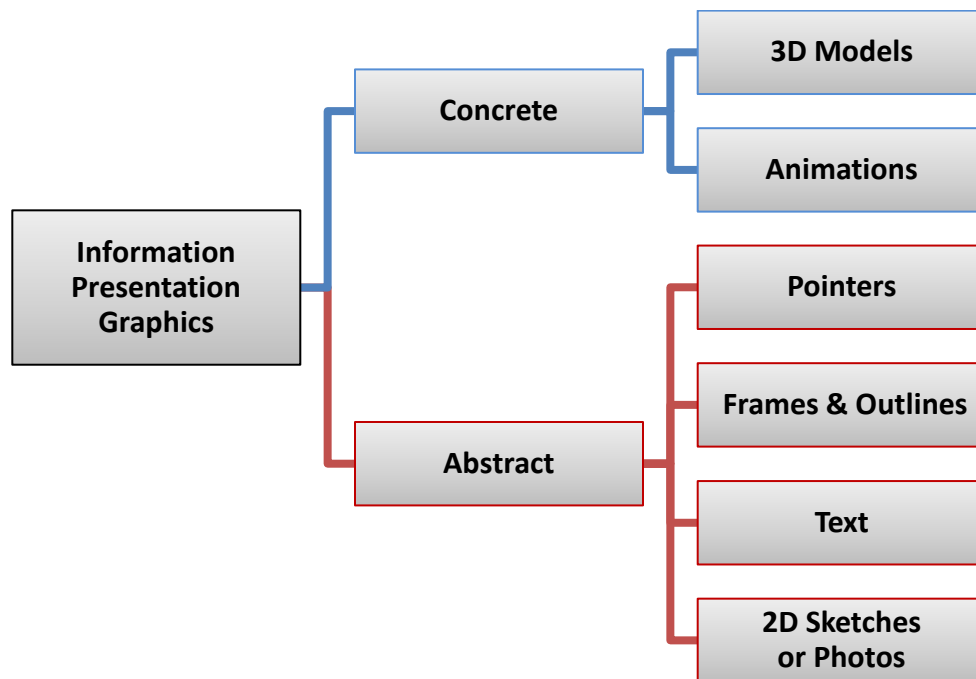 Information
Presentation
Graphics
Concrete
3D Models
Animations
Abstract
Pointers
Frames & Outlines
Text
2D Sketches
or Photos